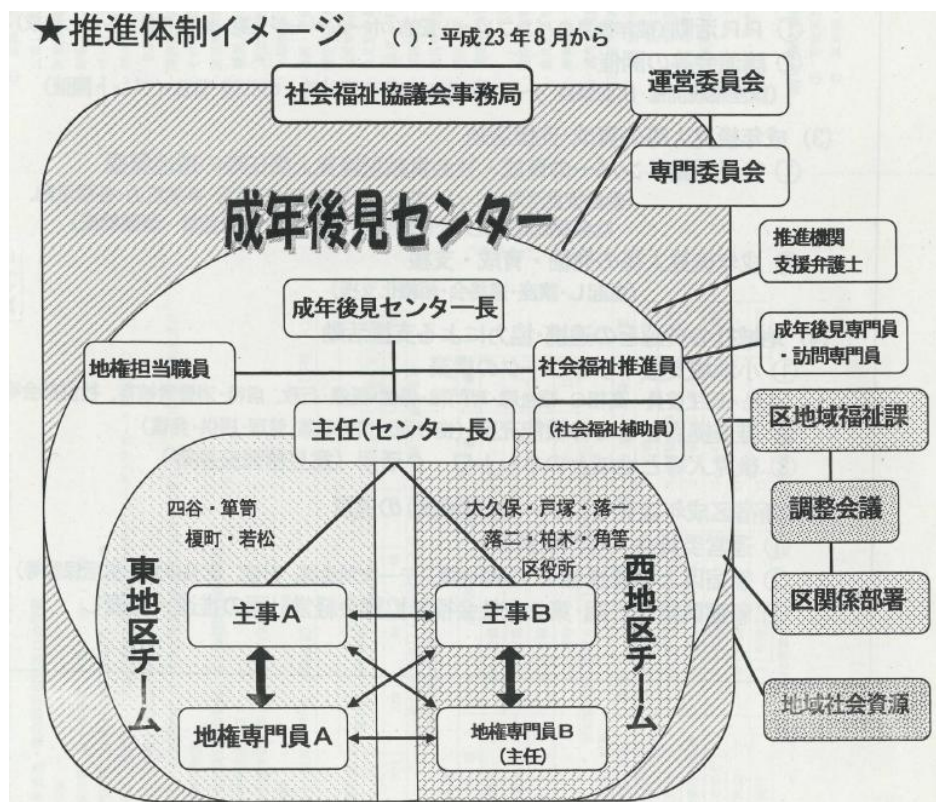 ★推進体制イメージ
（ ）：平成23年8月から
社会福祉協議会事務局
運営委員会
専門委員会
成年後見センター
推進機関
支援弁護士
成年後見センター長
成年後見専門員
・訪問専門員
地権担当職員
社会福祉推進員
主任(センター長)
(社会福祉補助員)
区地域福祉課
四谷・箪笥
榎町・若松
大久保・戸塚・落一
落二・柏木・角筈
区役所
調整会議
東地区チーム
西地区チーム
主事A
主事B
区関係部署
地権専門員A
地権専門員B
(主任)
地域社会資源